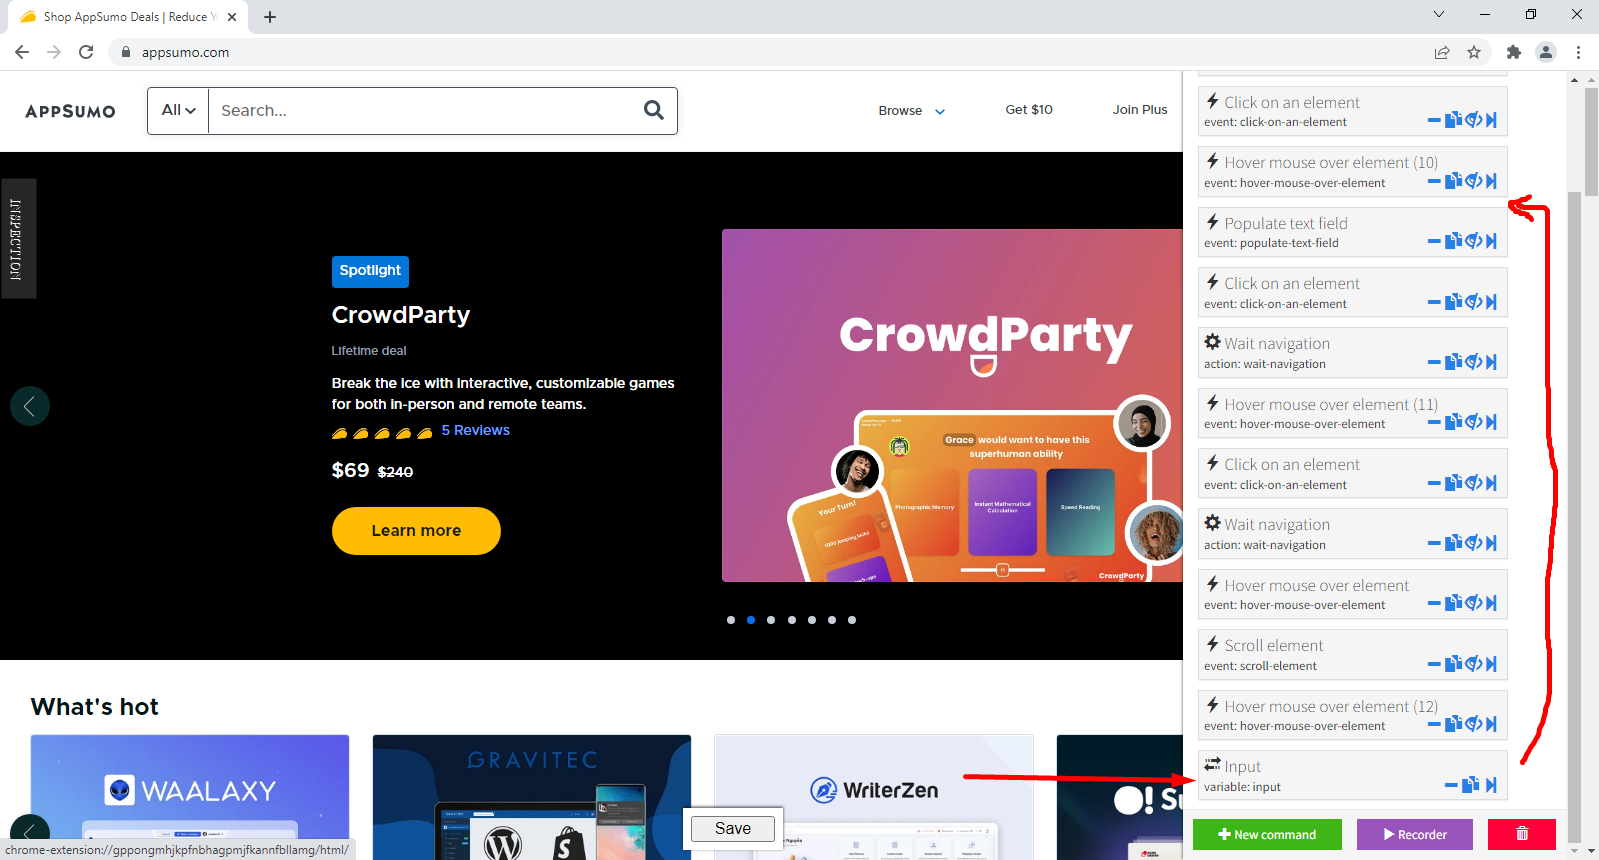 Shop AppSumo Deals | Reduce Y
appsumo.com
APPSUMO
All
Search...
Browse
Get $10
Join Plus
INSPECTION
Spotlight
CrowdParty
Lifetime deal
Break the ice with interactive, customizable games
for both in-person and remote teams.
5 Reviews
$69 $240
Learn more
CrowdParty
Grace would want to have this
superhuman ability
Your Turn!
1000 jumping jacks
Photographic Memory
Instant Mathematical
Calculation
Speed Reading
11
CrowdParty
What's hot
WAALAXY
GRAVITEC
WriterZen
O! Su
Save
chrome-extension://gppongmhjkpfnbhagpmjfkannfbllamg/html/
Click on an element
event: click-on-an-element
Hover mouse over element (10)
event: hover-mouse-over-element
Populate text field
event: populate-text-field
Click on an element
event: click-on-an-element
Wait navigation
action: wait-navigation
Hover mouse over element (11)
event: hover-mouse-over-element
Click on an element
event: click-on-an-element
Wait navigation
action: wait-navigation
Hover mouse over element
event: hover-mouse-over-element
Scroll element
event: scroll-element
Hover mouse over element (12)
event: hover-mouse-over-element
Input
variable: input
New command
Recorder